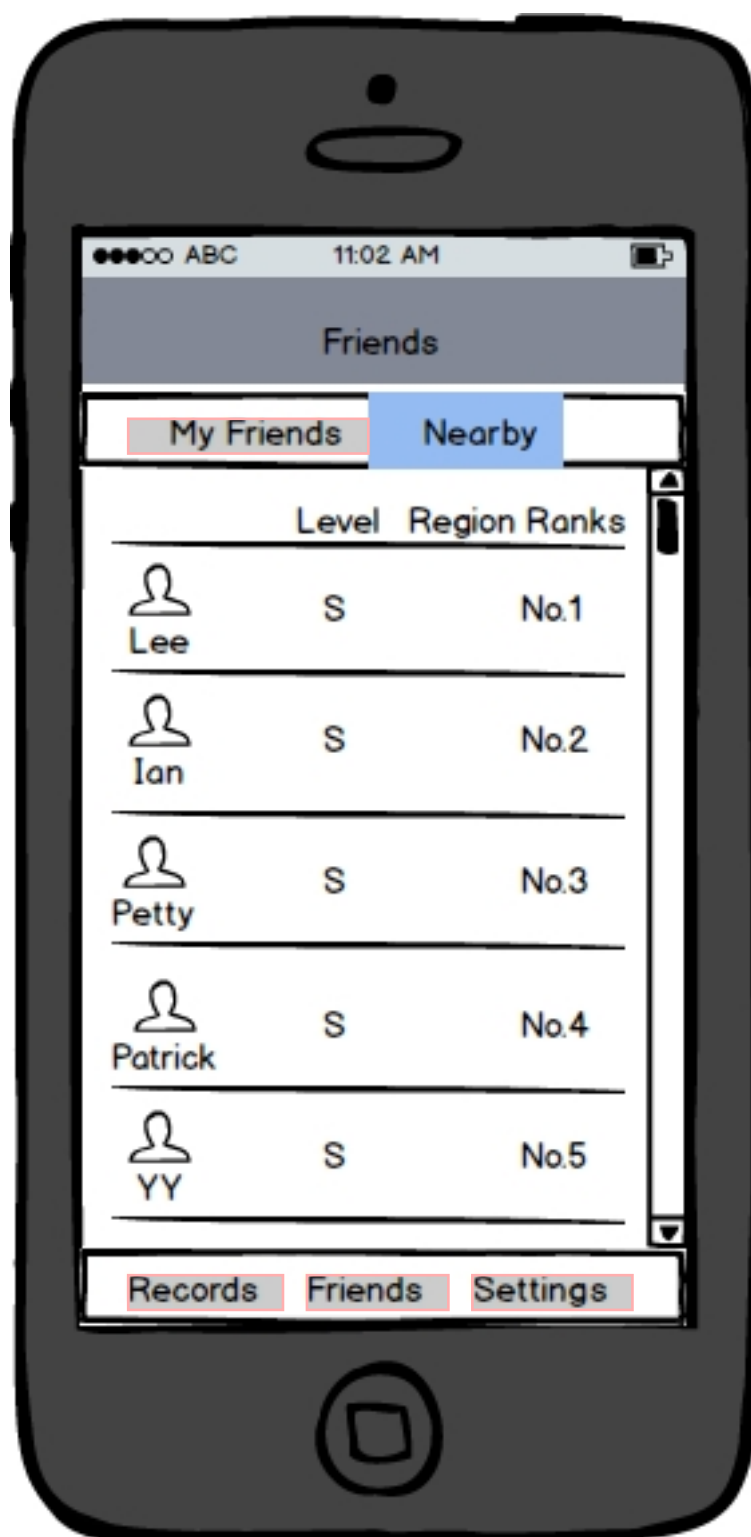 ABC 11:02 AM
Friends
My Friends Nearby
Level Region Ranks
S No.1
Lee
S No.2
Ian
S No.3
Petty
S No.4
Patrick
S No.5
YY
Records Friends Settings